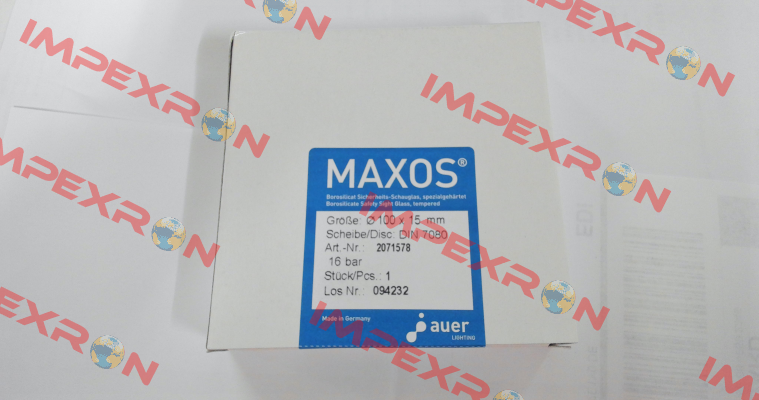 MAXOS®
Borosilicat Sicherheits-Schauglas, spezialgehärtet
Borosilicate Safety Sight Glass, tempered
Größe: Ø 100 x 15 mm
Scheibe/Disc: DIN 7080
Art.-Nr.: 2071578
16 bar
Stück/Pcs.: 1
Los Nr.: 094232
Made in Germany
auer
LIGHTING
IMPEXRON
IMPEXRON
IMPEXRON
IMPEXRON
IMPEXRON
IMPEXRON
IMPEXRON